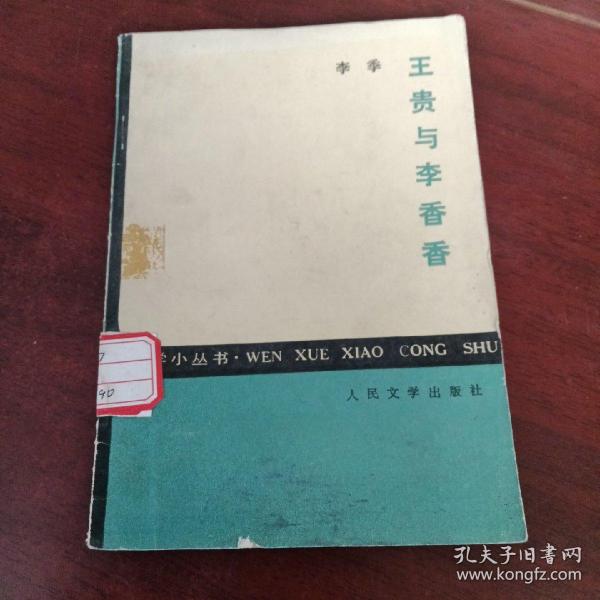 李季
王贵与李香香
学小丛书·WEN XUE XIAO CONG SHU
人民文学出版社
90
孔夫子旧书网
www.kongfz.com